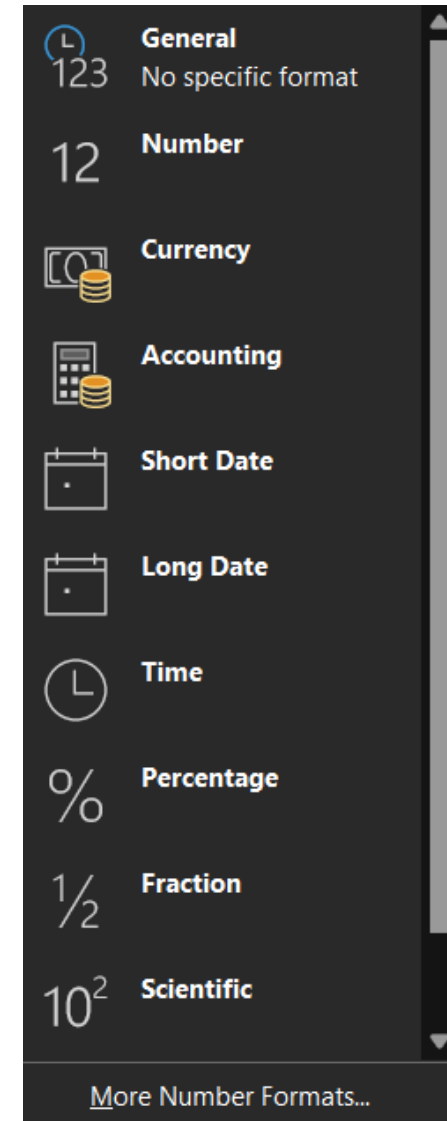 123
General
No specific format
12
Number
Currency
Accounting
Short Date
Long Date
Time
%
Percentage
1/2
Fraction
10²
Scientific
More Number Formats...